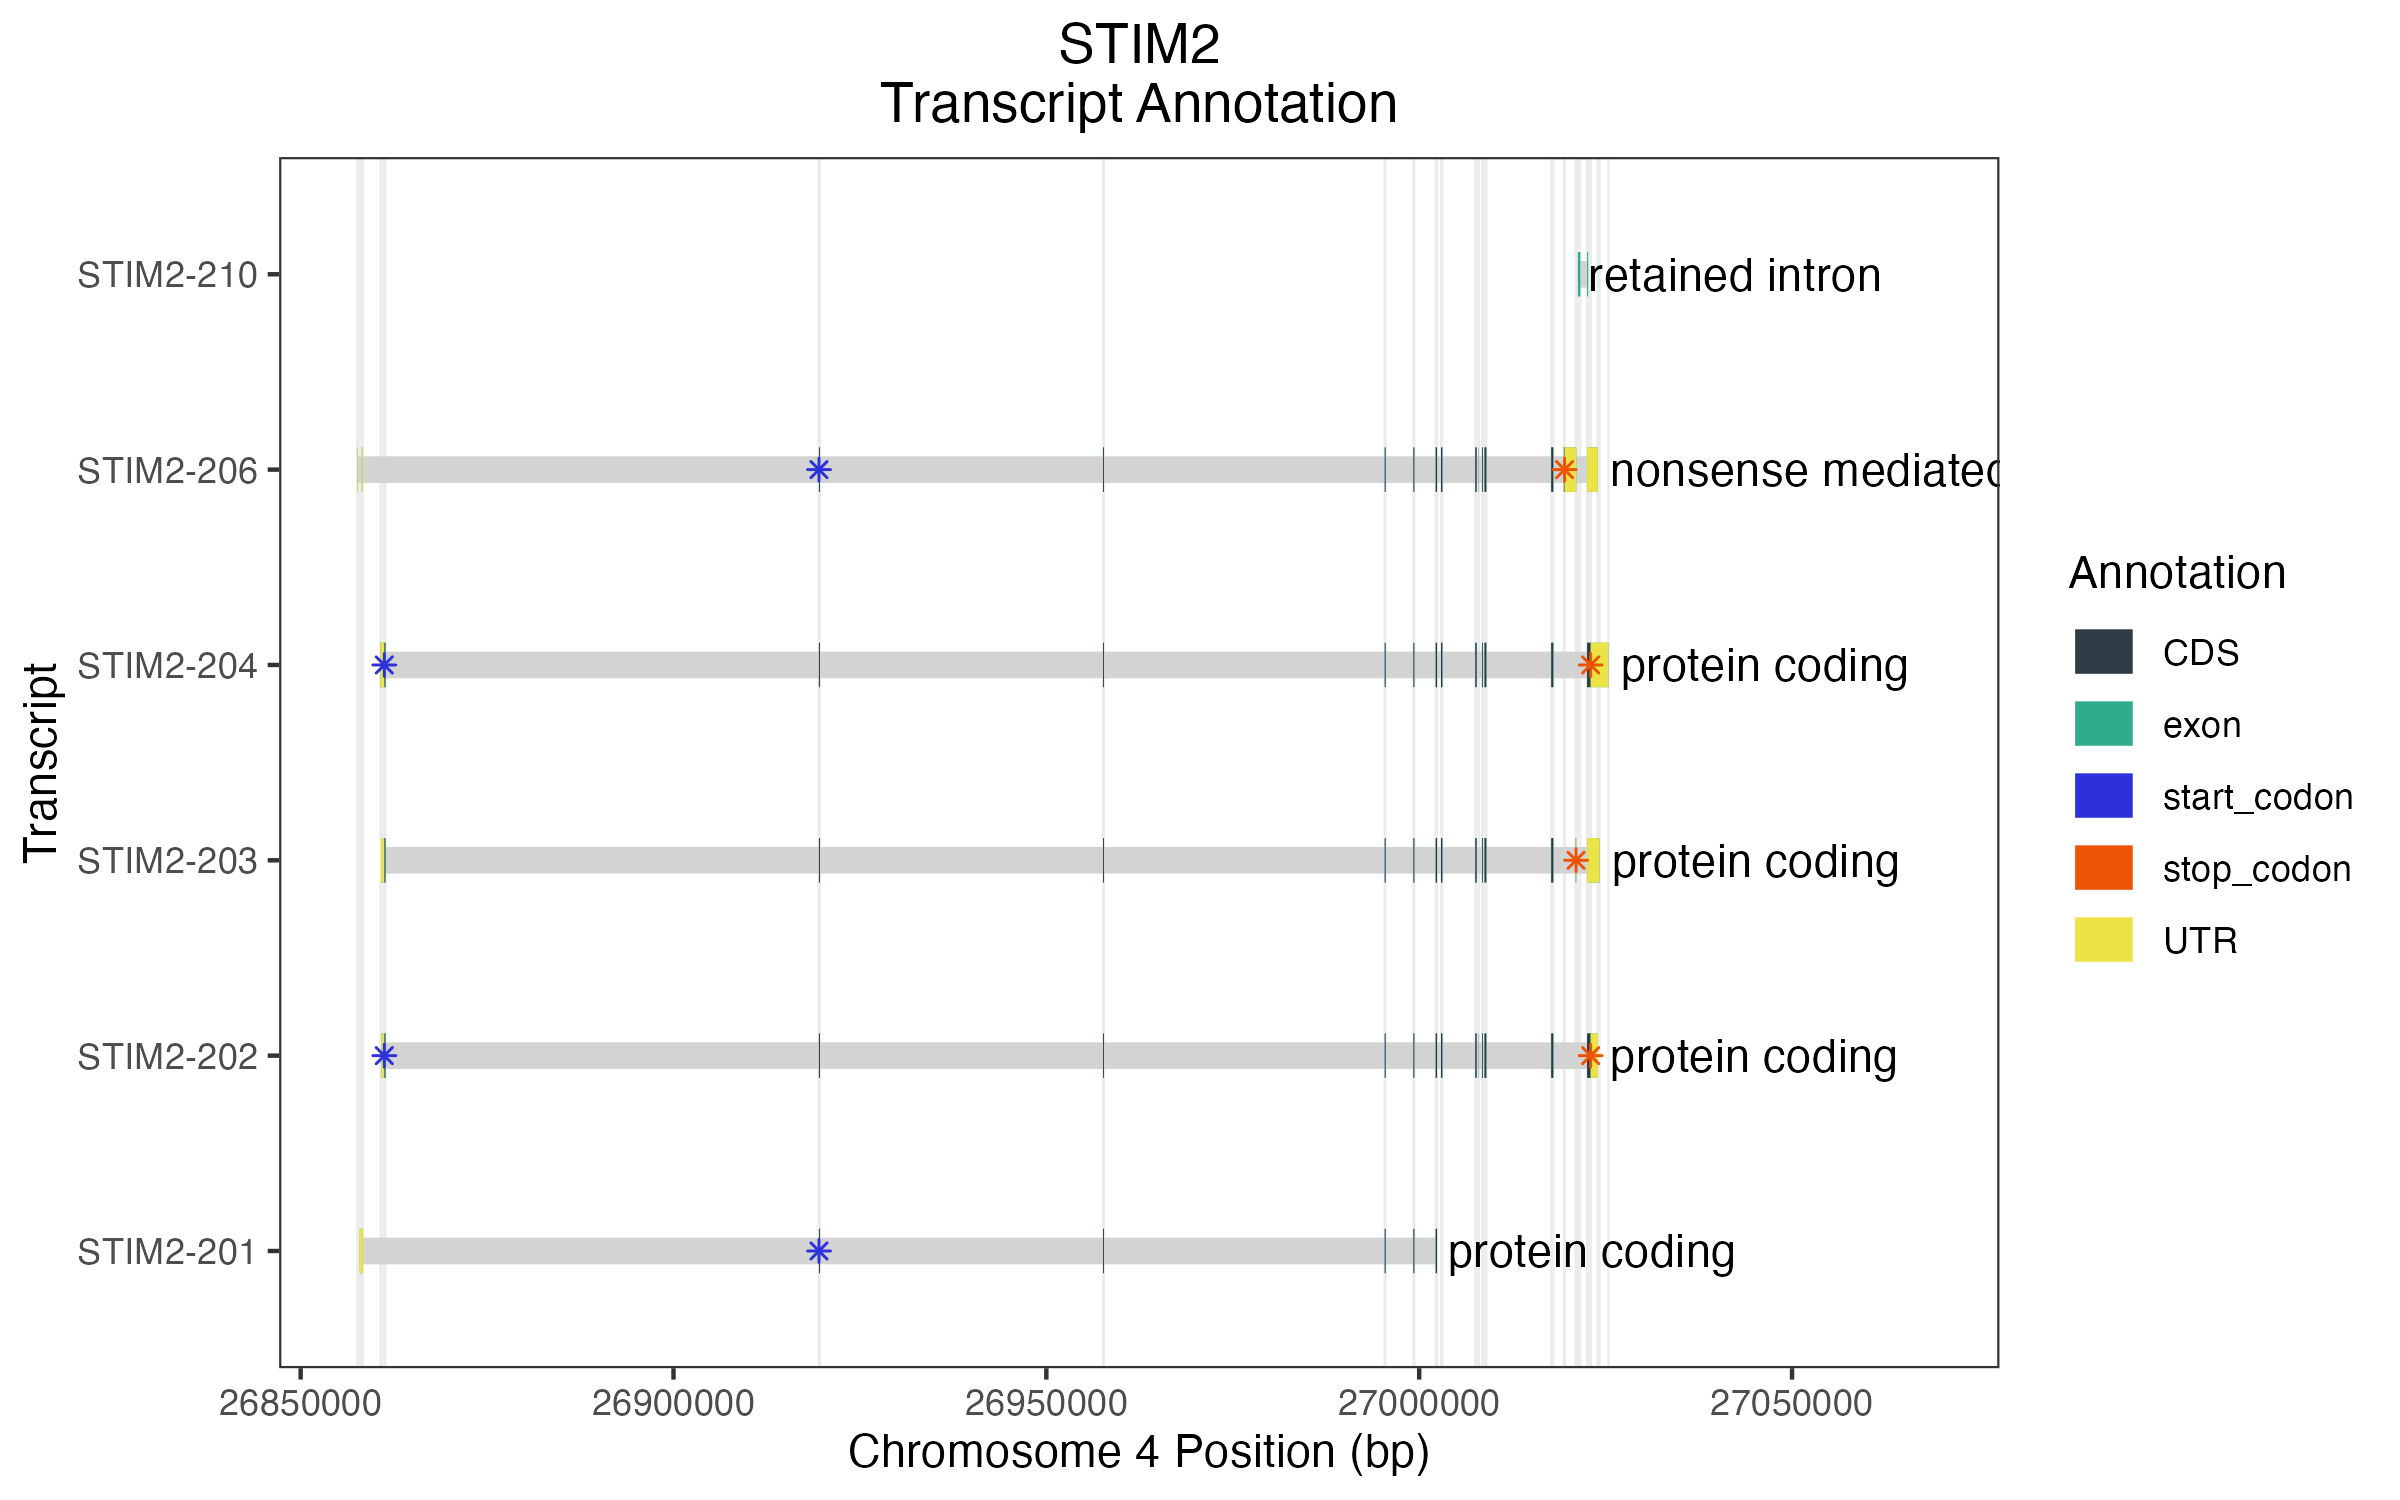 STIM2
Transcript Annotation
Transcript
STIM2-210
retained intron
STIM2-206
nonsense mediated
STIM2-204
protein coding
STIM2-203
protein coding
STIM2-202
protein coding
STIM2-201
protein coding
26850000 26900000 26950000 27000000 27050000
Chromosome 4 Position (bp)
Annotation
CDS
exon
start_codon
stop_codon
UTR